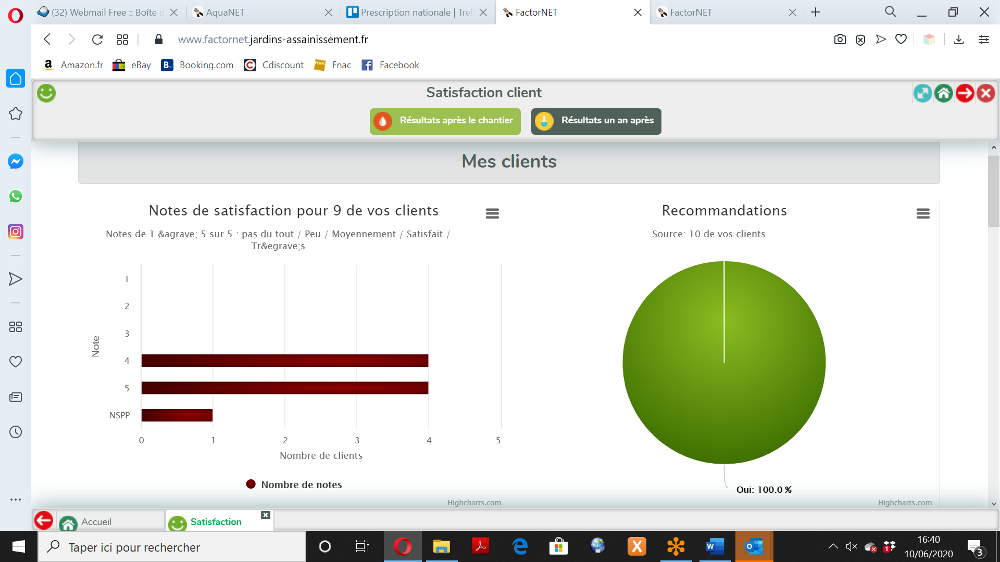 (32) Webmail Free :: Boîte d
AquaNET
Prescription nationale | Trel
FactorNET
FactorNET
www.factornet.jardins-assainissement.fr
Amazon.fr
eBay
Booking.com
Cdiscount
Fnac
Facebook
Satisfaction client
Résultats après le chantier
Résultats un an après
Mes clients
Notes de satisfaction pour 9 de vos clients
Notes de 1 &agrave; 5 sur 5 : pas du tout / Peu / Moyennement / Satisfait /
Tr&egrave;s
Note
1
2
3
4
5
NSPP
0 1 2 3 4 5
Nombre de clients
Nombre de notes
Highcharts.com
Recommandations
Source: 10 de vos clients
Oui: 100.0 %
Highcharts.com
Accueil
Satisfaction
Taper ici pour rechercher
16:40
10/06/2020
3